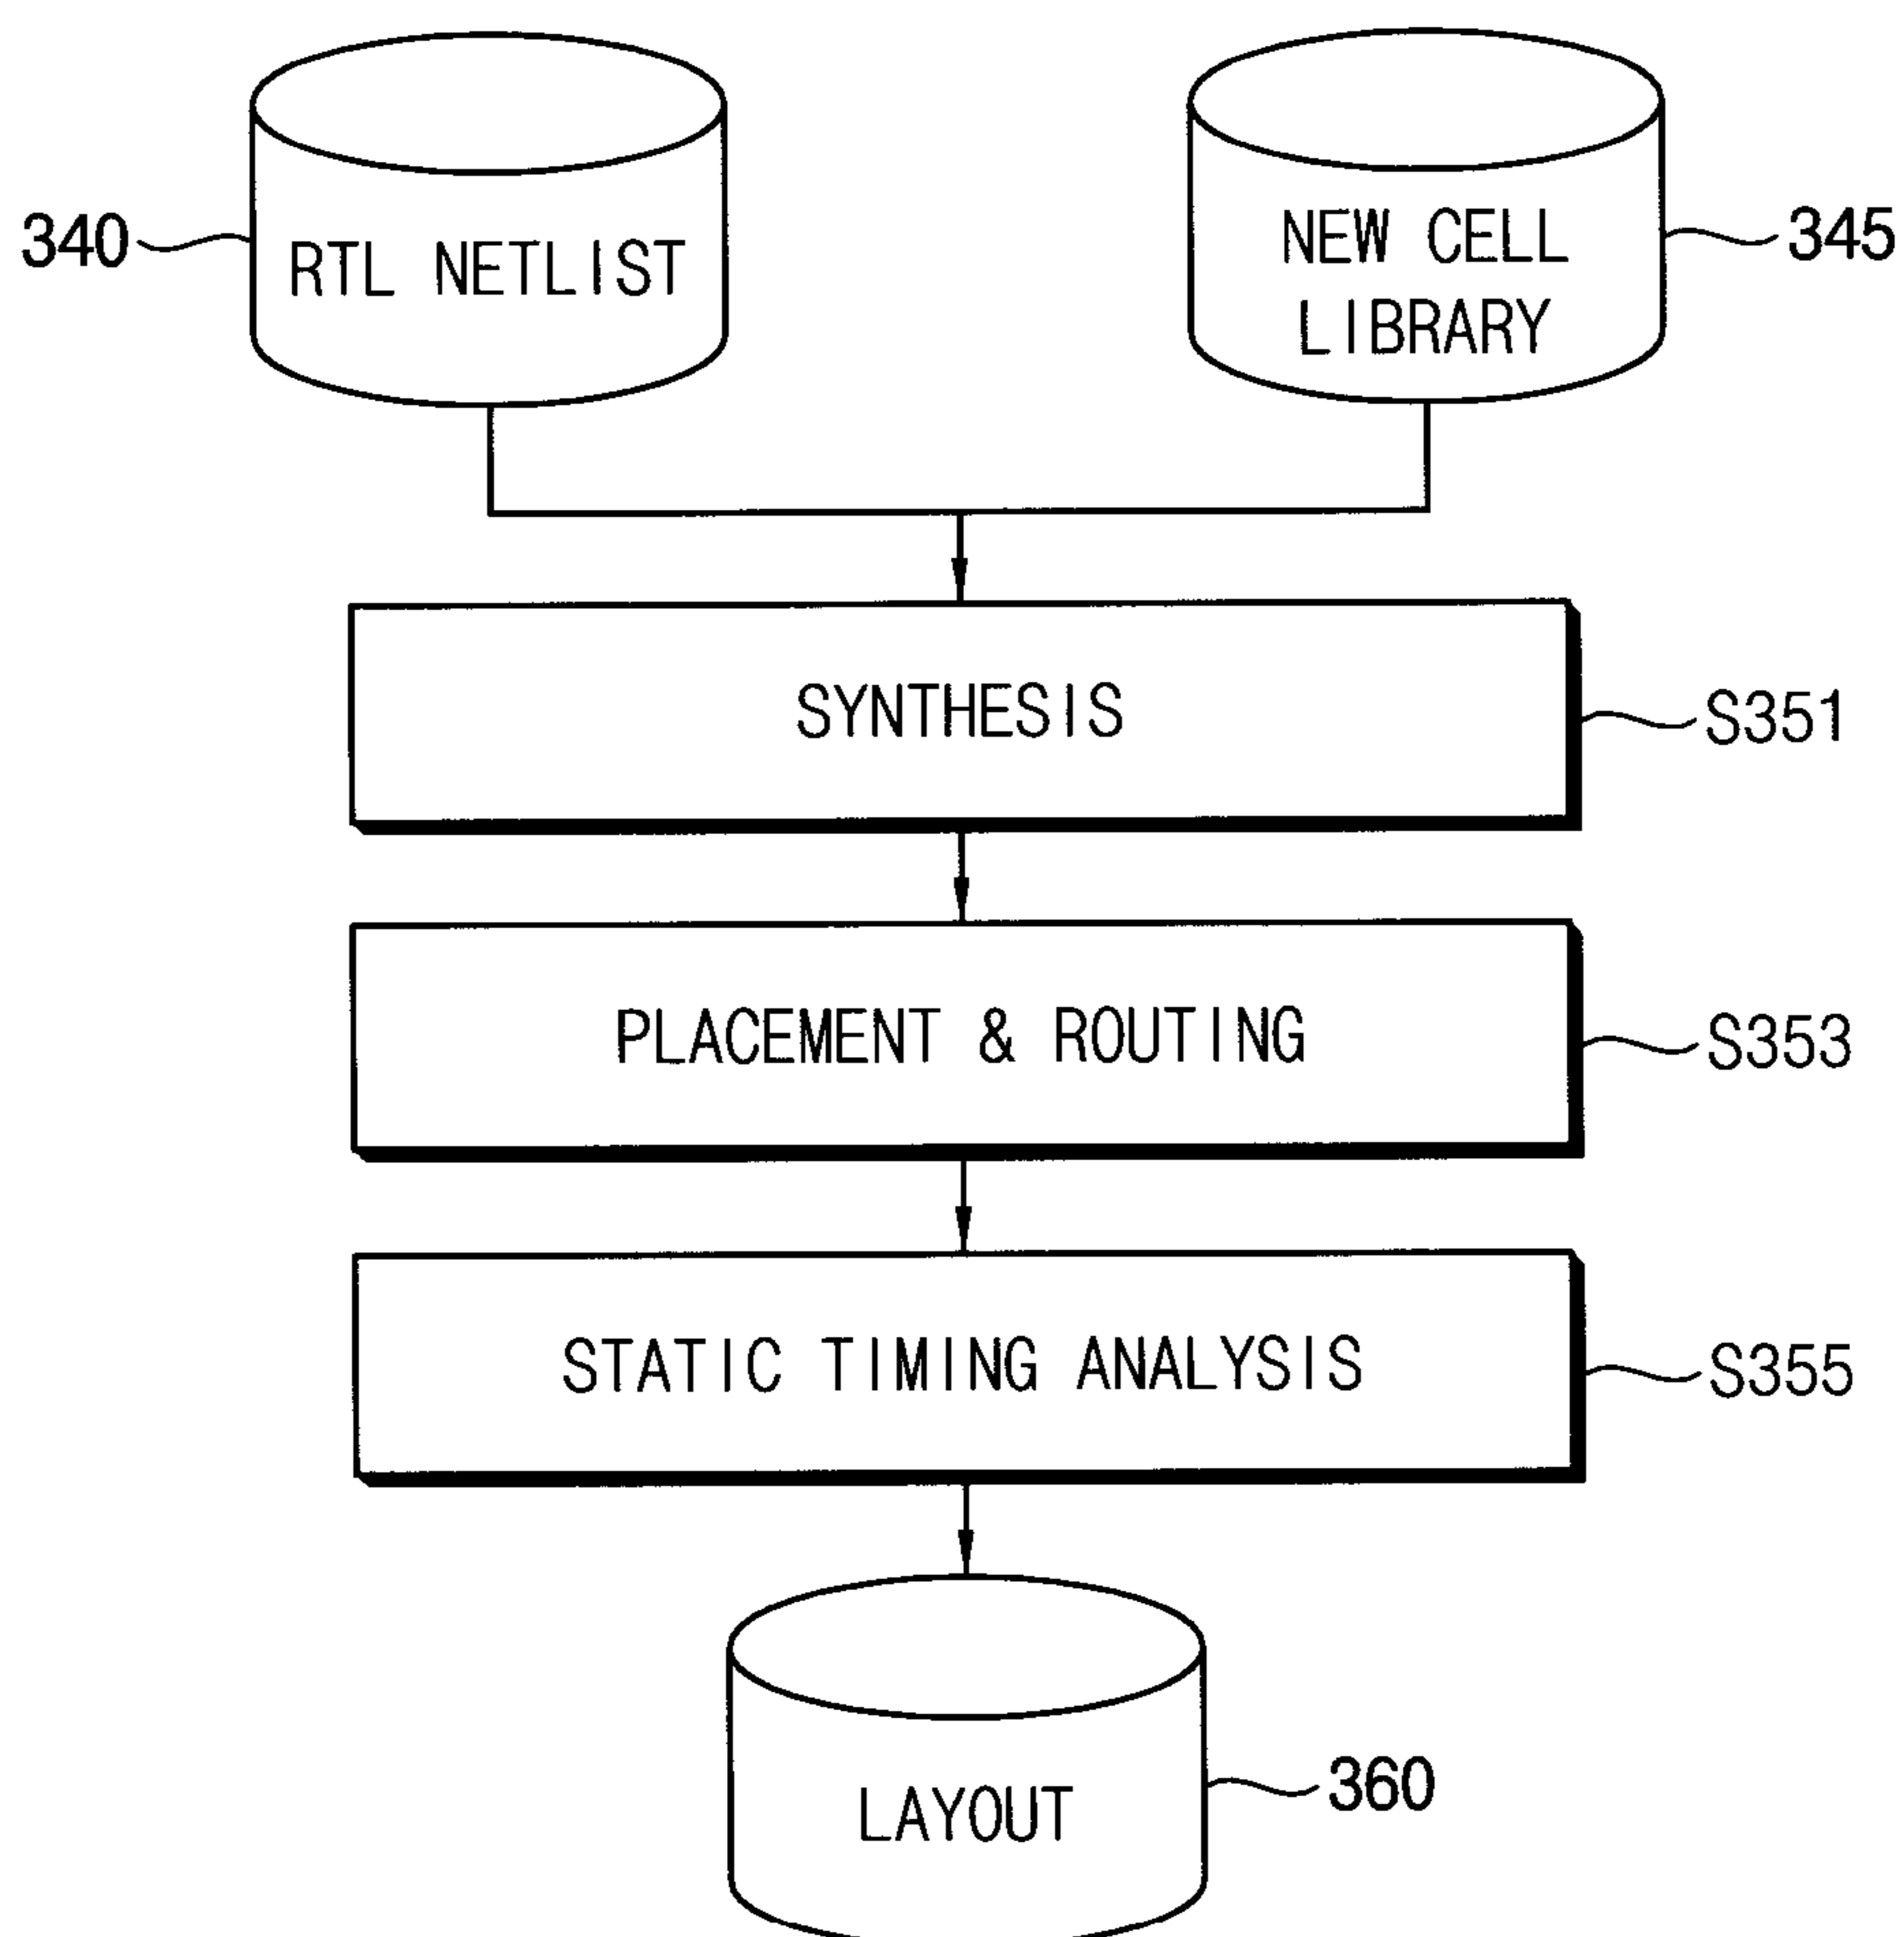 340
RTL NETLIST
NEW CELL
LIBRARY
345
SYNTHESIS
S351
PLACEMENT & ROUTING
S353
STATIC TIMING ANALYSIS
S355
LAYOUT
360